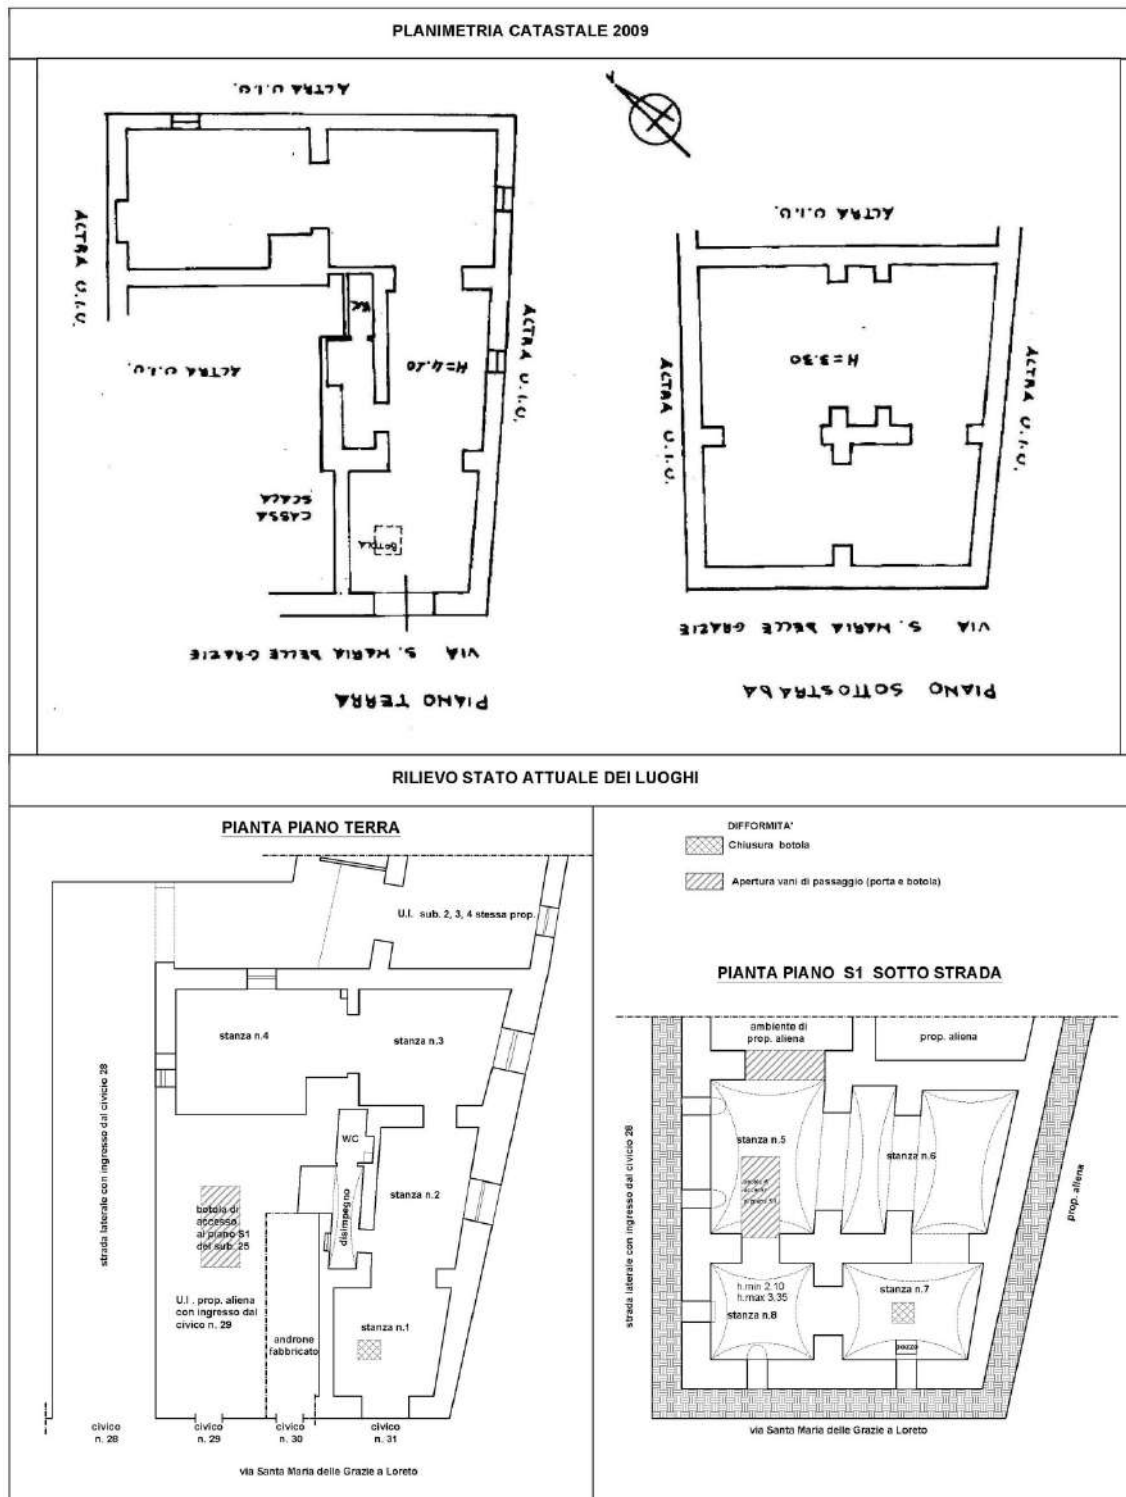 PLANIMETRIA CATASTALE 2009
ALTRA U.I.U.
ALTRA U.I.U.
ALTRA U.I.U.
ALTRA U.I.U.
ALTRA U.I.U.
WC
H=4.20
ALTRA U.I.U.
ALTRA U.I.U.
H=3.30
ALTRA U.I.U.
CASSA
SCALA
BOTOLA
VIA S. MARIA DELLE GRAZIE
VIA S. MARIA DELLE GRAZIE
PIANO TERRA
PIANO SOTTOSTRADA
RILIEVO STATO ATTUALE DEI LUOGHI
PIANTA PIANO TERRA
U.I. sub. 2, 3, 4 stessa prop.
stanza n.4
stanza n.3
WC
stanza n.2
disimpegno
strada laterale con ingresso dal civicio 28
botola di
accesso
al piano S1
del sub. 25
U.I . prop. aliena
con ingresso dal
civico n. 29
androne
fabbricato
stanza n.1
civico
n. 28
civico
n. 29
civico
n. 30
civico
n. 31
via Santa Maria delle Grazie a Loreto
DIFFORMITA'
Chiusura botola
Apertura vani di passaggio (porta e botola)
PIANTA PIANO S1 SOTTO STRADA
ambiente di
prop. aliena
prop. aliena
stanza n.5
stanza n.6
strada laterale con ingresso dal civicio 28
prop. aliena
h.min 2,10
h.max 3,35
stanza n.8
stanza n.7
pozzo
via Santa Maria delle Grazie a Loreto